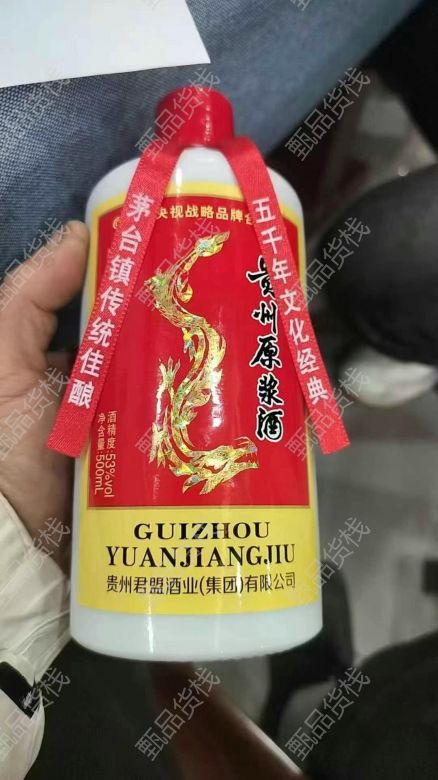 央视战略品牌合
茅台镇传统佳酿
五千年文化经典
贵州原浆酒
酒精度:53%vol
净含量:500mL
GUIZHOU
YUANJIANGJIU
贵州君盟酒业(集团)有限公司
甄品货栈